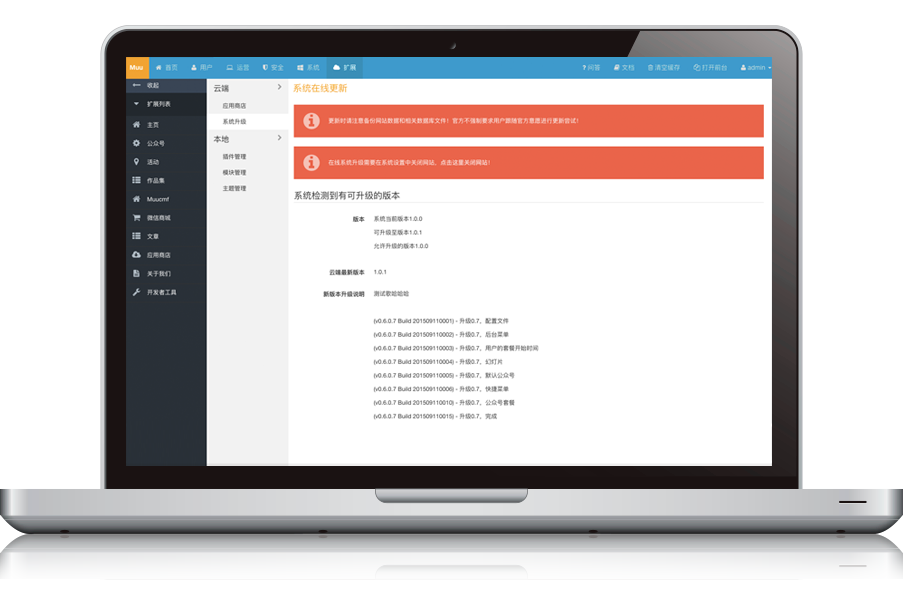 Muu 首页 用户 运营 安全 系统 扩展 ?问答 文档 清空缓存 打开前台 admin
收起
扩展列表
主页
公众号
活动
作品集
Muucmf
微信商城
文章
应用商店
关于我们
开发者工具
云端
应用商店
系统升级
本地
插件管理
模块管理
主题管理
系统在线更新
更新时请注意备份网站数据和相关数据库文件！官方不强制要求用户跟随官方意愿进行更新尝试！
在线系统升级需要在系统设置中关闭网站，点击这里关闭网站！
系统检测到有可升级的版本
版本 系统当前版本1.0.0
可升级至版本1.0.1
允许升级的版本1.0.0
云端最新版本 1.0.1
新版本升级说明 测试歌哈哈哈
(v0.6.0.7 Build 201509110001) - 升级0.7，配置文件
(v0.6.0.7 Build 201509110002) - 升级0.7，后台菜单
(v0.6.0.7 Build 201509110003) - 升级0.7，用户的套餐开始时间
(v0.6.0.7 Build 201509110004) - 升级0.7，幻灯片
(v0.6.0.7 Build 201509110005) - 升级0.7，默认公众号
(v0.6.0.7 Build 201509110006) - 升级0.7，快捷菜单
(v0.6.0.7 Build 201509110010) - 升级0.7，公众号套餐
(v0.6.0.7 Build 201509110015) - 升级0.7，完成